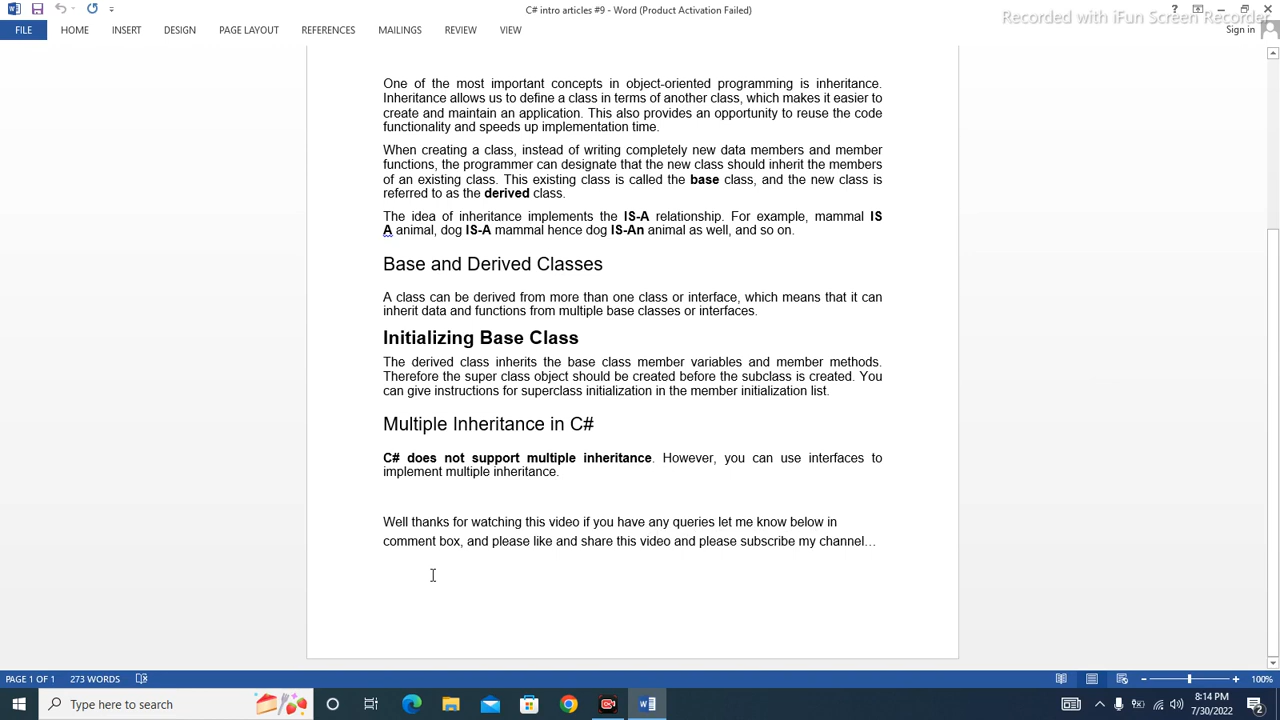 C# intro articles #9 - Word (Product Activation Failed)
Recorded with iFun Screen Recorder
FILE HOME INSERT DESIGN PAGE LAYOUT REFERENCES MAILINGS REVIEW VIEW Sign in
One of the most important concepts in object-oriented programming is inheritance.
Inheritance allows us to define a class in terms of another class, which makes it easier to
create and maintain an application. This also provides an opportunity to reuse the code
functionality and speeds up implementation time.
When creating a class, instead of writing completely new data members and member
functions, the programmer can designate that the new class should inherit the members
of an existing class. This existing class is called the base class, and the new class is
referred to as the derived class.
The idea of inheritance implements the IS-A relationship. For example, mammal IS
A animal, dog IS-A mammal hence dog IS-An animal as well, and so on.
Base and Derived Classes
A class can be derived from more than one class or interface, which means that it can
inherit data and functions from multiple base classes or interfaces.
Initializing Base Class
The derived class inherits the base class member variables and member methods.
Therefore the super class object should be created before the subclass is created. You
can give instructions for superclass initialization in the member initialization list.
Multiple Inheritance in C#
C# does not support multiple inheritance. However, you can use interfaces to
implement multiple inheritance.
Well thanks for watching this video if you have any queries let me know below in
comment box, and please like and share this video and please subscribe my channel…
PAGE 1 OF 1 273 WORDS 100%
Type here to search
8:14 PM
7/30/2022
2